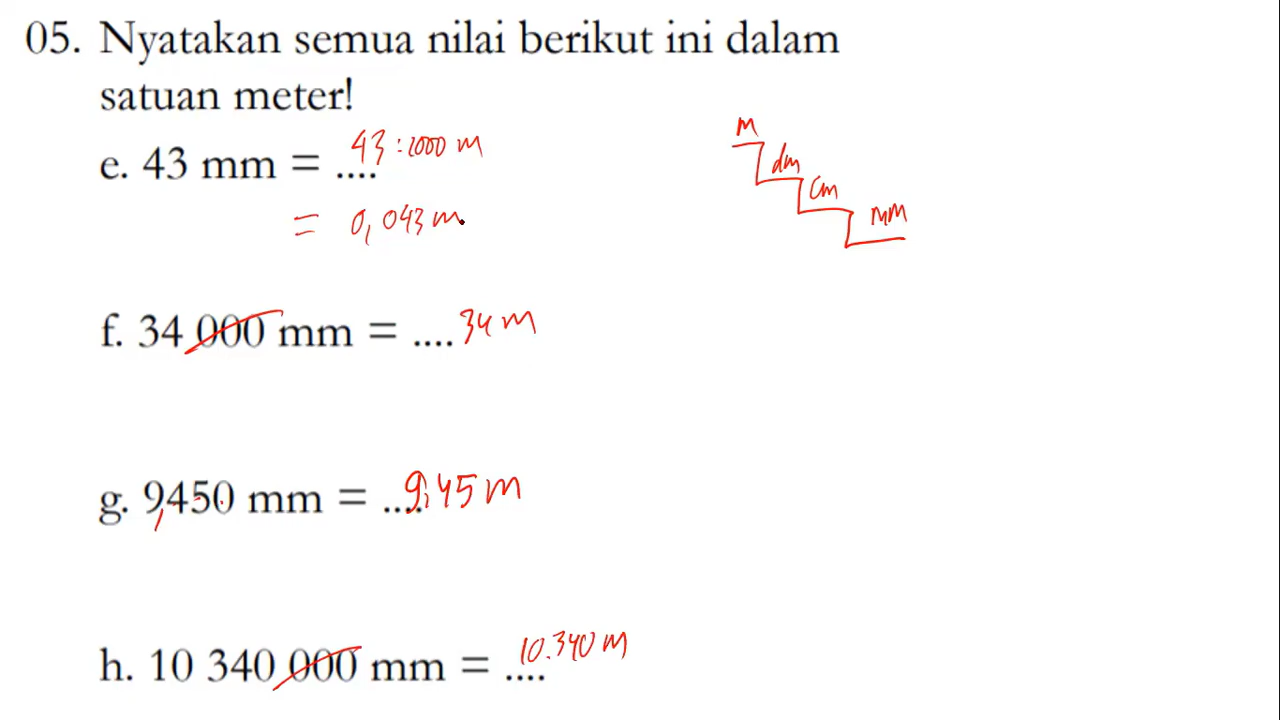 05. Nyatakan semua nilai berikut ini dalam
satuan meter!
e. 43 mm = .... 43 : 1000 m
= 0,043 m
m
dm
cm
mm
f. 34 000 mm = .... 34 m
g. 9,450 mm = .... 9,45 m
h. 10 340 000 mm = .... 10.340 m